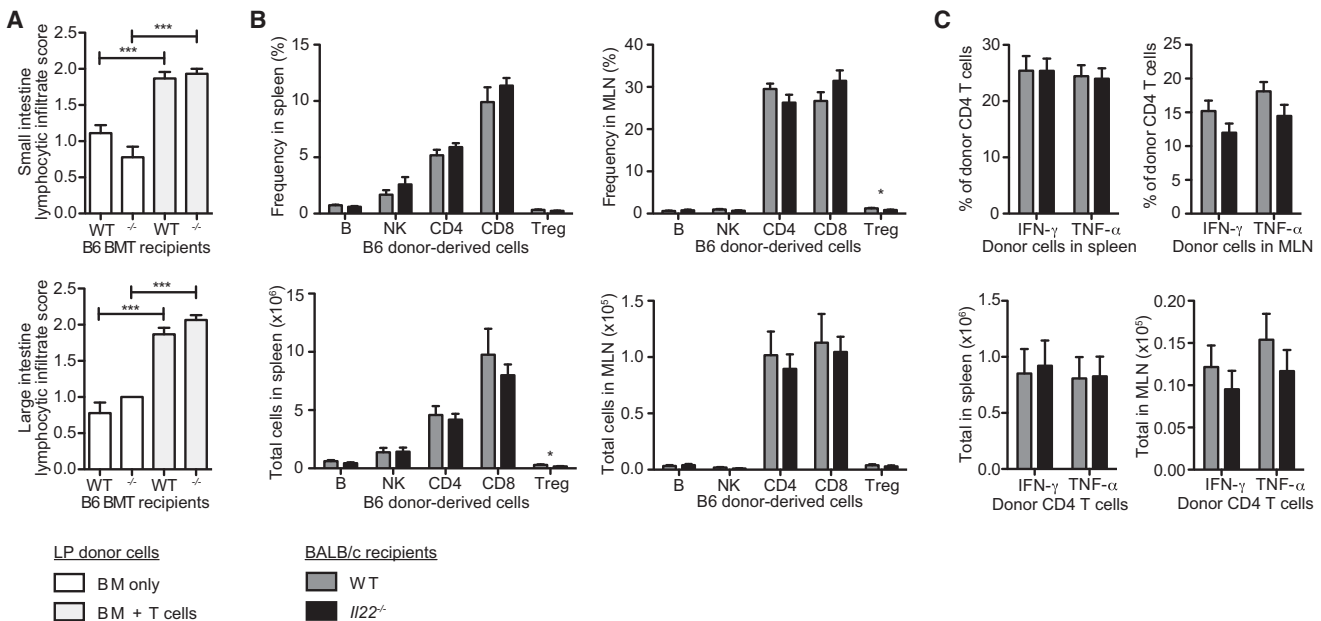 A
Small intestine
lymphocytic infiltrate score
2.5
2.0
1.5
1.0
0.5
0.0
***
***
WT -/- WT -/-
B6 BMT recipients
Large intestine
lymphocytic infiltrate score
2.5
2.0
1.5
1.0
0.5
0.0
***
***
WT -/- WT -/-
B6 BMT recipients
LP donor cells
BM only
BM + T cells
B
Frequency in spleen (%)
15
10
5
0
B NK CD4 CD8 Treg
B6 donor-derived cells
Frequency in MLN (%)
40
30
20
10
0
*
B NK CD4 CD8 Treg
B6 donor-derived cells
Total cells in spleen (x10⁶)
15
10
5
0
*
B NK CD4 CD8 Treg
B6 donor-derived cells
Total cells in MLN (x10⁵)
1.5
1.0
0.5
0.0
B NK CD4 CD8 Treg
B6 donor-derived cells
BALB/c recipients
WT
Il22-/-
C
% of donor CD4 T cells
30
20
10
0
IFN-γ TNF-α
Donor cells in spleen
% of donor CD4 T cells
25
20
15
10
5
0
IFN-γ TNF-α
Donor cells in MLN
Total in spleen (x10⁶)
1.5
1.0
0.5
0.0
IFN-γ TNF-α
Donor CD4 T cells
Total in MLN (x10⁵)
0.20
0.15
0.10
0.05
0.00
IFN-γ TNF-α
Donor CD4 T cells